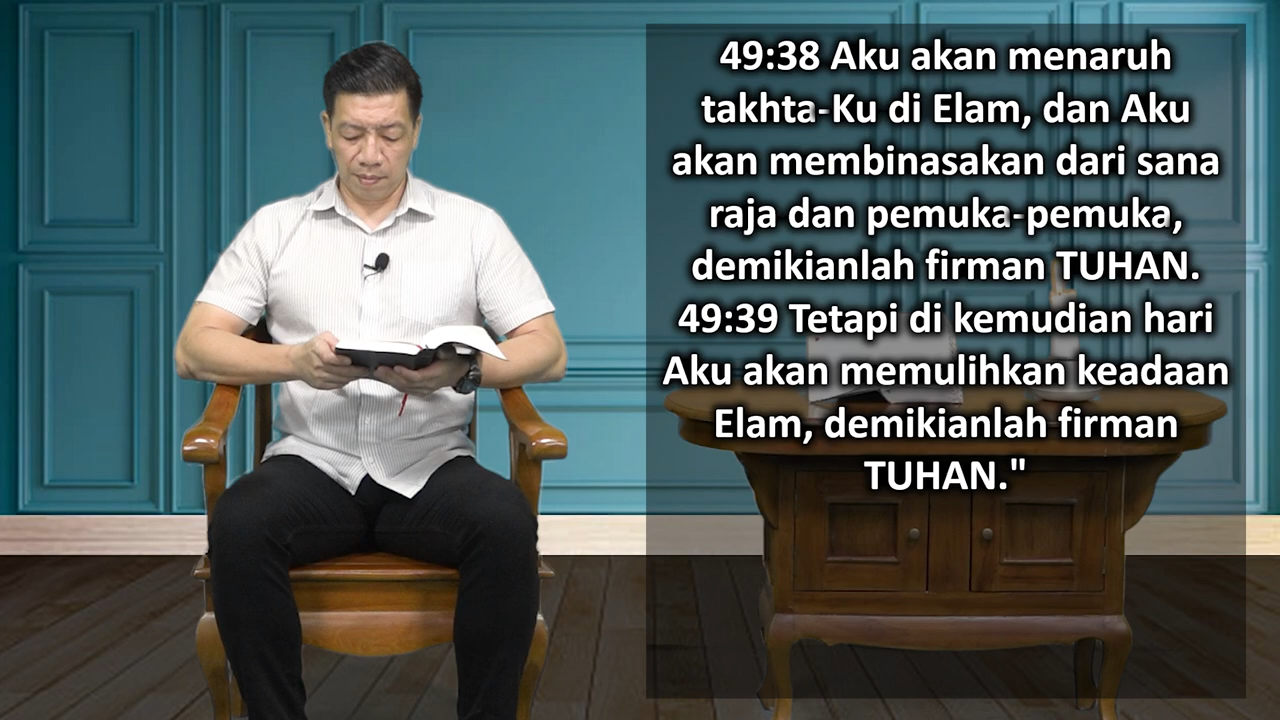 49:38 Aku akan menaruh
takhta-Ku di Elam, dan Aku
akan membinasakan dari sana
raja dan pemuka-pemuka,
demikianlah firman TUHAN.
49:39 Tetapi di kemudian hari
Aku akan memulihkan keadaan
Elam, demikianlah firman
TUHAN."